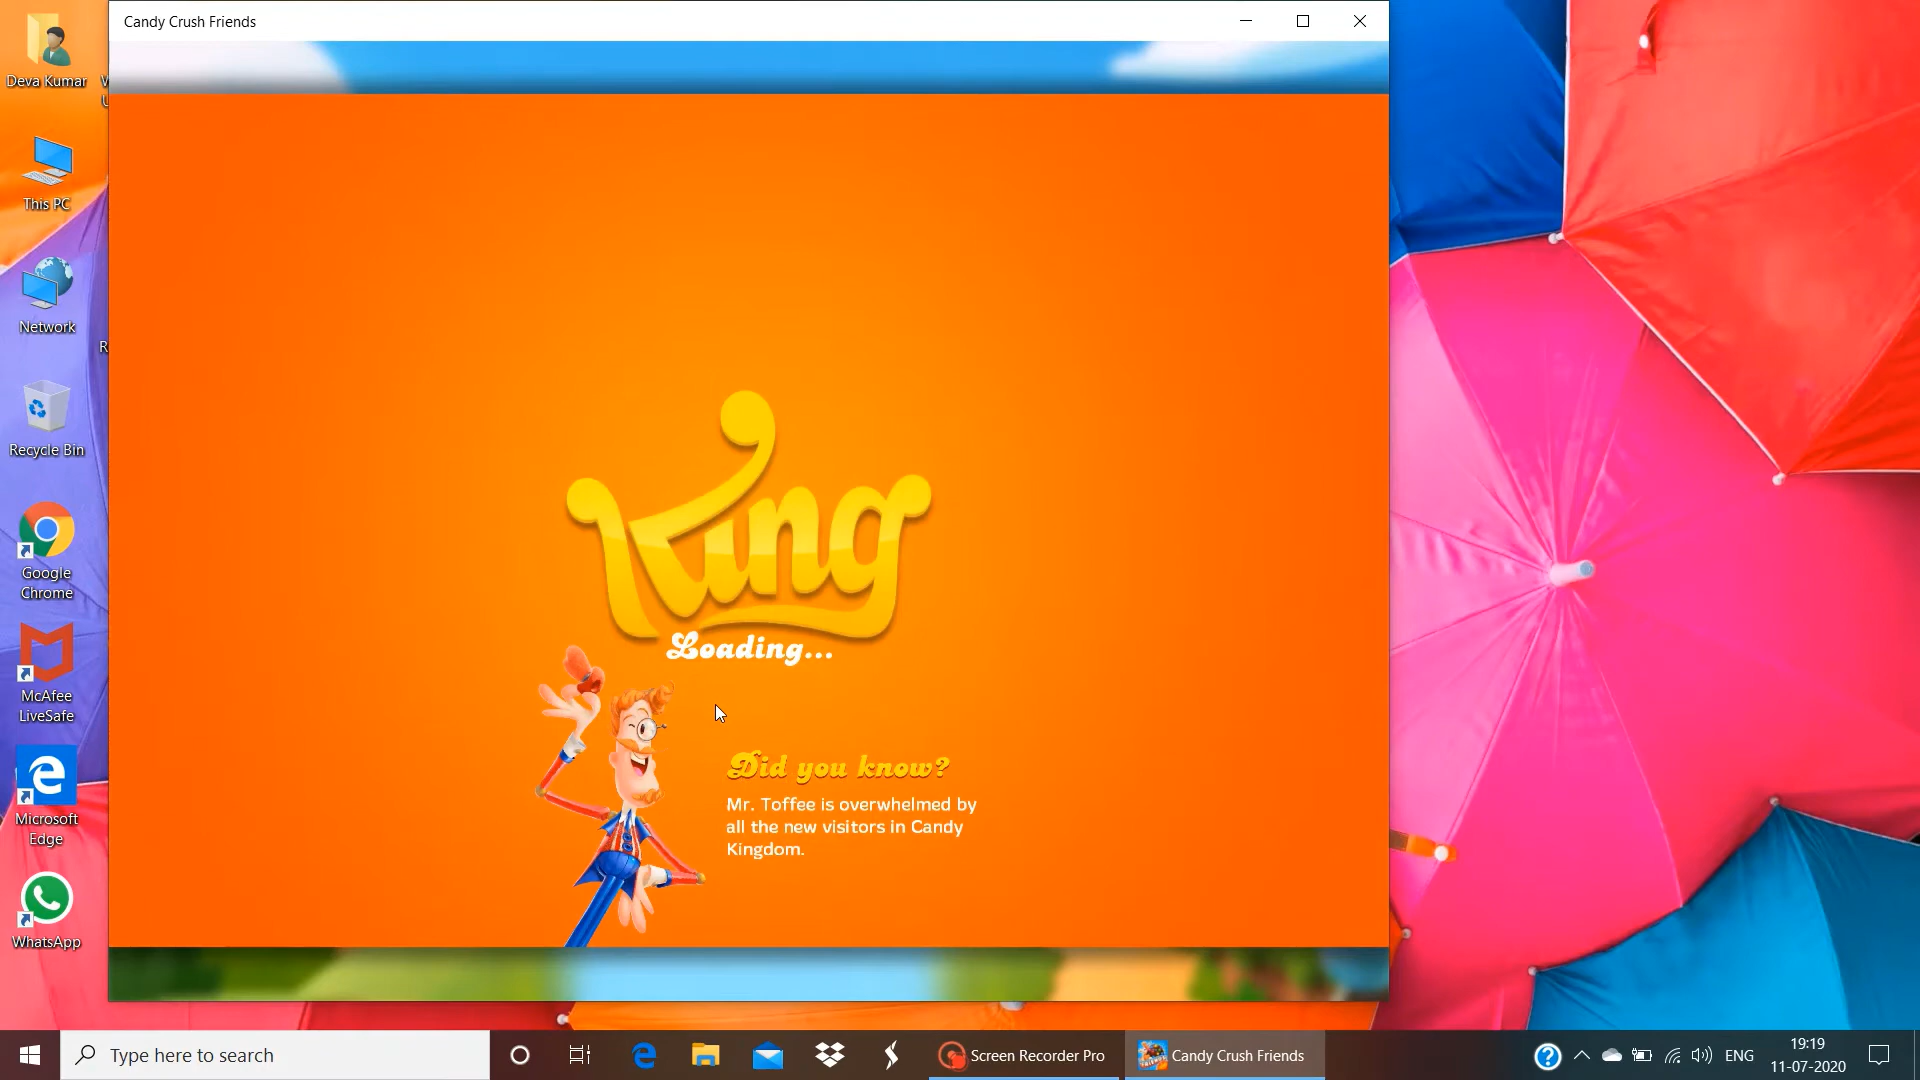 Candy Crush Friends
Deva Kumar
This PC
Network
Recycle Bin
Google
Chrome
McAfee
LiveSafe
Microsoft
Edge
WhatsApp
King
Loading...
Did you know?
Mr. Toffee is overwhelmed by
all the new visitors in Candy
Kingdom.
Type here to search
Screen Recorder Pro
Candy Crush Friends
ENG
19:19
11-07-2020